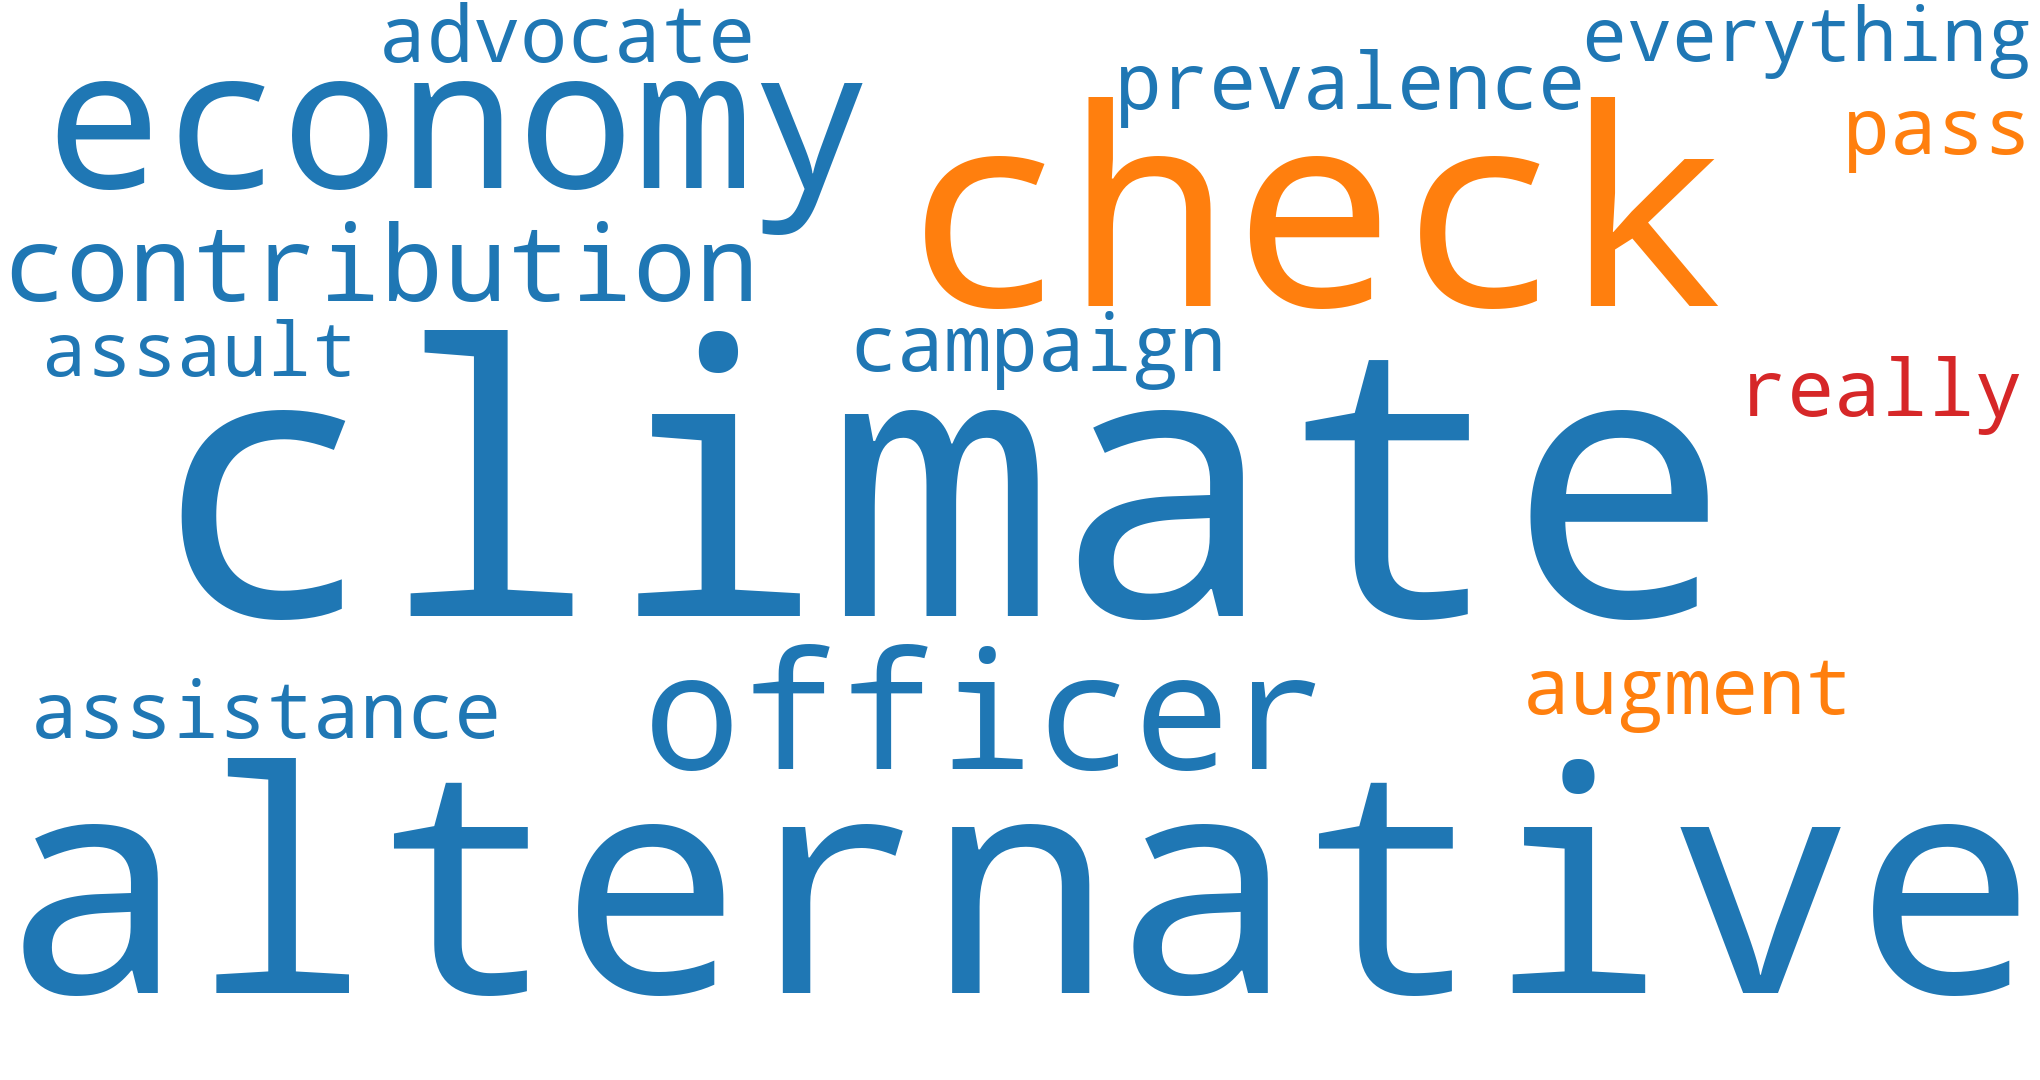 advocate
everything
prevalence
economy
pass
check
contribution
assault
campaign
really
climate
assistance
officer
augment
alternative